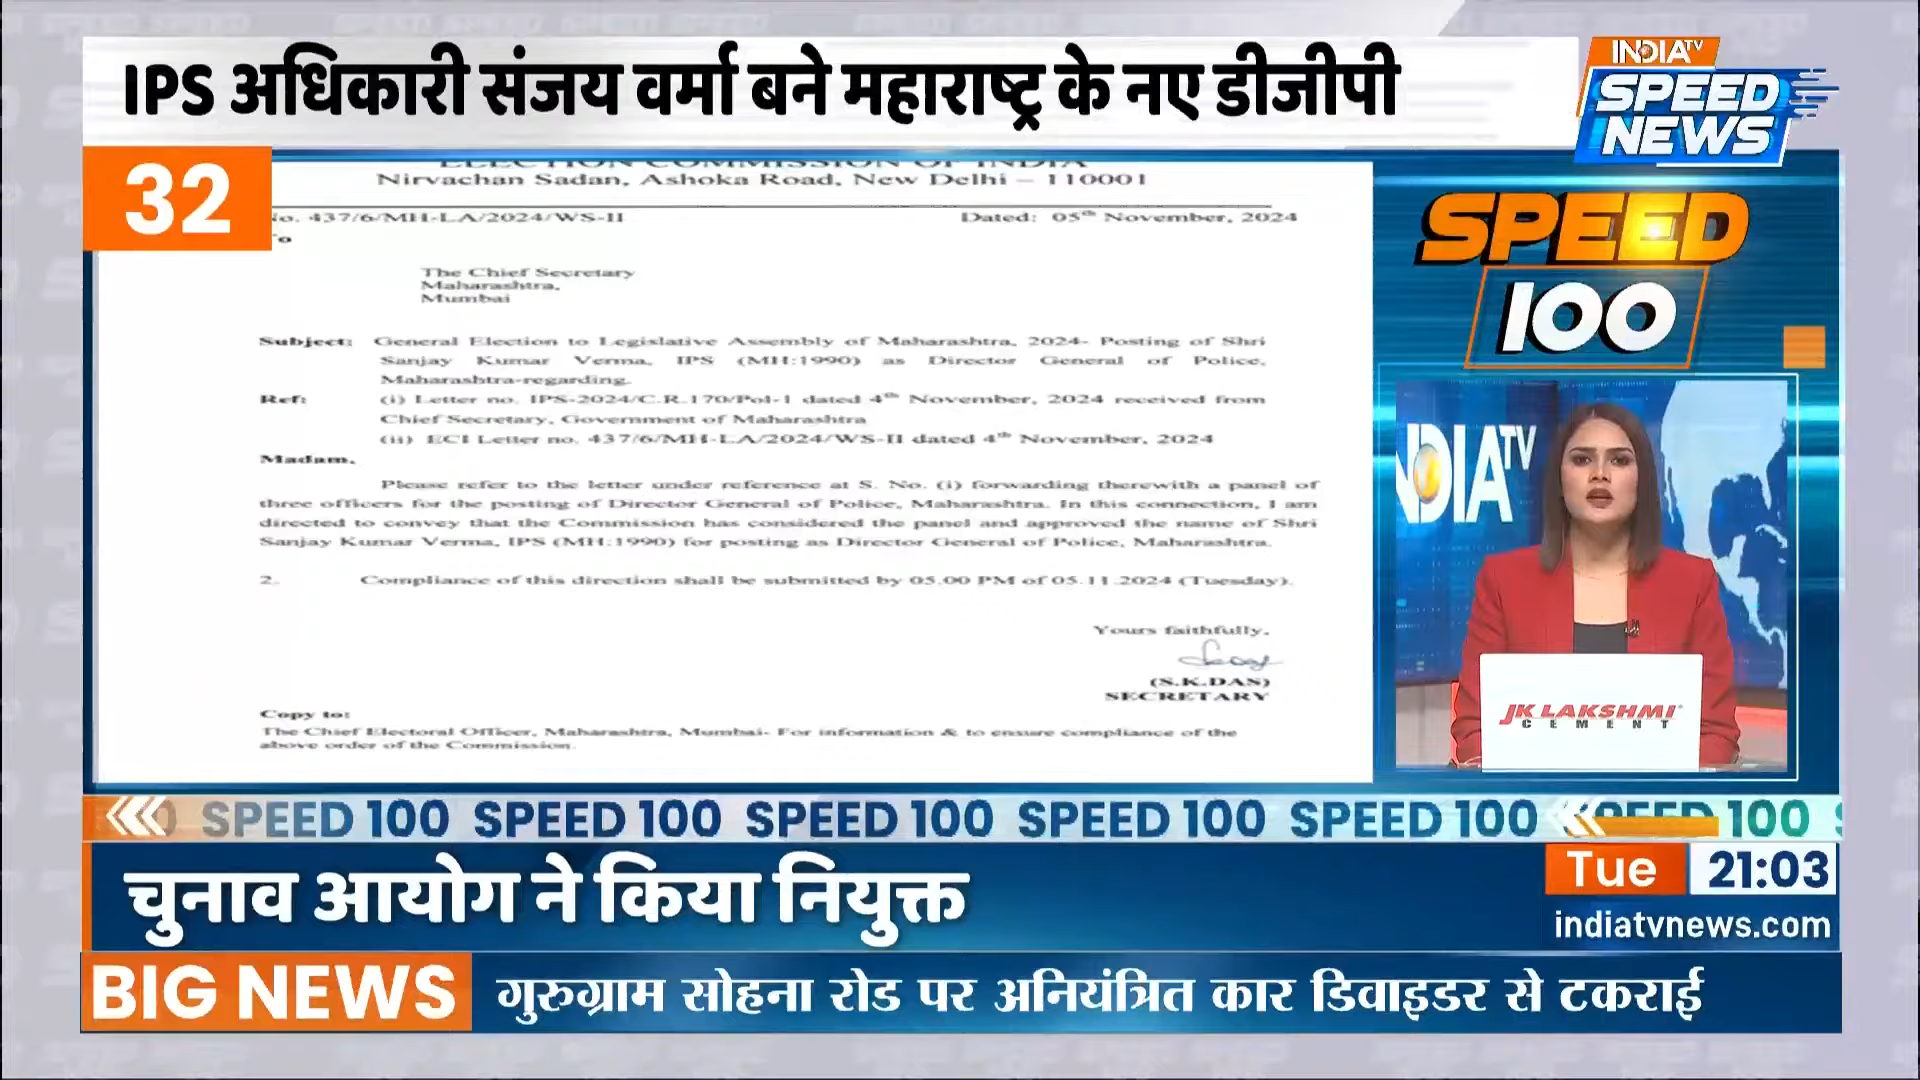 IPS अधिकारी संजय वर्मा बने महाराष्ट्र के नए डीजीपी
INDIA TV
SPEED
NEWS
32
ELECTION COMMISSION OF INDIA
Nirvachan Sadan, Ashoka Road, New Delhi – 110001
No. 437/6/MH-LA/2024/WS-II Dated: 05th November, 2024
To
The Chief Secretary
Maharashtra,
Mumbai
Subject: General Election to Legislative Assembly of Maharashtra, 2024- Posting of Shri
Sanjay Kumar Verma, IPS (MH:1990) as Director General of Police,
Maharashtra-regarding.
Ref: (i) Letter no. IPS-2024/C.R.170/Pol-1 dated 4th November, 2024 received from
Chief Secretary, Government of Maharashtra
(ii) ECI Letter no. 437/6/MH-LA/2024/WS-II dated 4th November, 2024
Madam,
Please refer to the letter under reference at S. No. (i) forwarding therewith a panel of
three officers for the posting of Director General of Police, Maharashtra. In this connection, I am
directed to convey that the Commission has considered the panel and approved the name of Shri
Sanjay Kumar Verma, IPS (MH:1990) for posting as Director General of Police, Maharashtra.
2. Compliance of this direction shall be submitted by 05.00 PM of 05.11.2024 (Tuesday).
Yours faithfully,
(S.K.DAS)
SECRETARY
Copy to:
The Chief Electoral Officer, Maharashtra, Mumbai- For information & to ensure compliance of the
above order of the Commission.
SPEED
100
INDIA TV
JK LAKSHMI
CEMENT
SPEED 100 SPEED 100 SPEED 100 SPEED 100 SPEED 100 SPEED 100
चुनाव आयोग ने किया नियुक्त
Tue 21:03
indiatvnews.com
BIG NEWS गुरुग्राम सोहना रोड पर अनियंत्रित कार डिवाइडर से टकराई